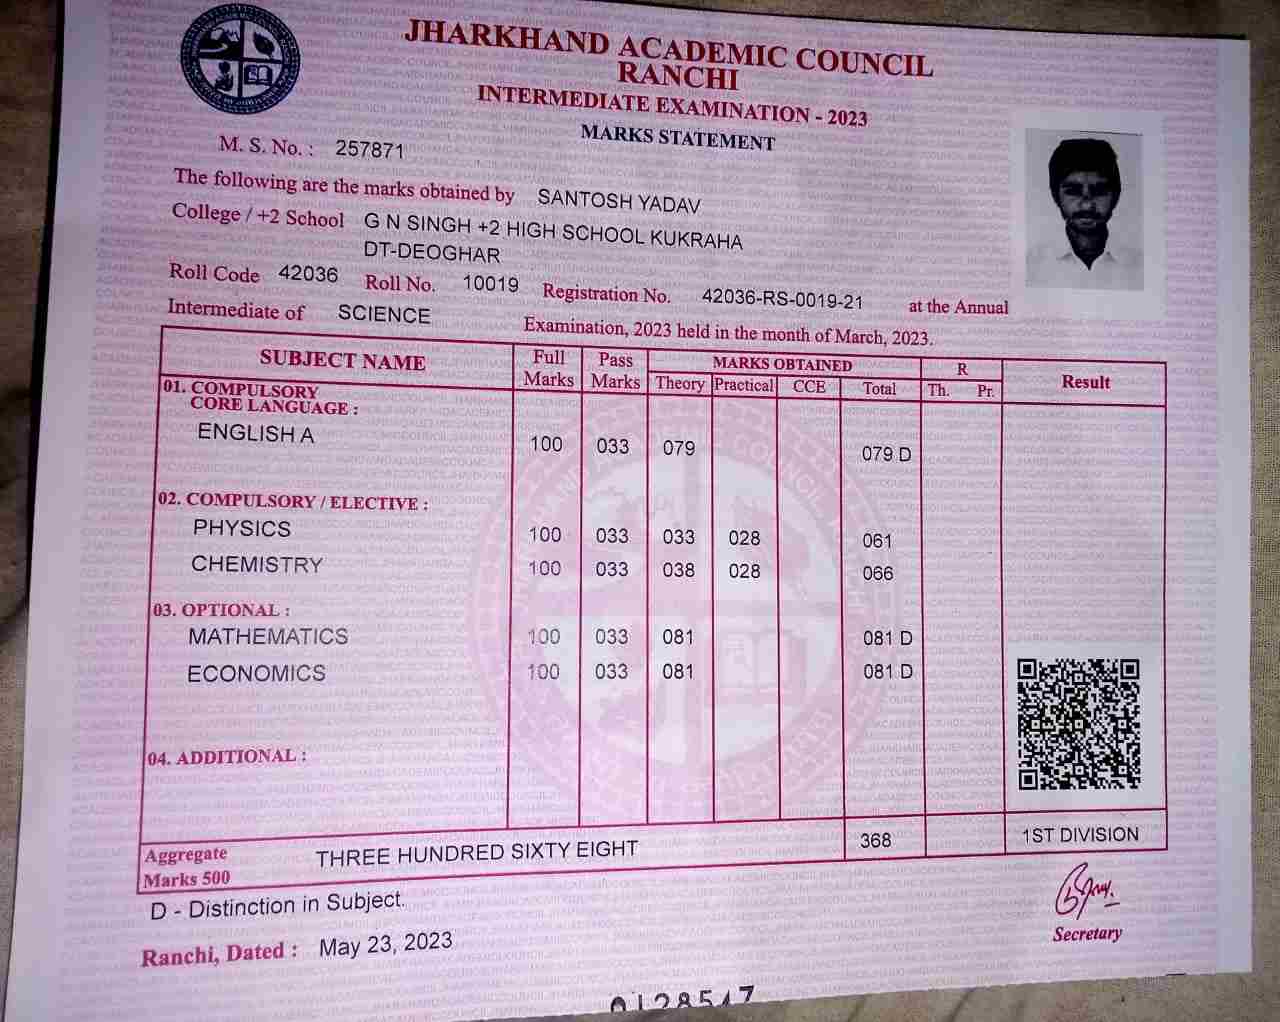 JHARKHAND ACADEMIC COUNCIL
RANCHI
INTERMEDIATE EXAMINATION - 2023
MARKS STATEMENT
M. S. No. : 257871
The following are the marks obtained by SANTOSH YADAV
College / +2 School G N SINGH +2 HIGH SCHOOL KUKRAHA
DT-DEOGHAR
Roll Code 42036 Roll No. 10019 Registration No. 42036-RS-0019-21 at the Annual
Intermediate of SCIENCE Examination, 2023 held in the month of March, 2023.
SUBJECT NAME Full Marks Pass Marks MARKS OBTAINED R Result
Theory Practical CCE Total Th. Pr.
01. COMPULSORY
CORE LANGUAGE :
ENGLISH A 100 033 079 079 D
02. COMPULSORY / ELECTIVE :
PHYSICS 100 033 033 028 061
CHEMISTRY 100 033 038 028 066
03. OPTIONAL :
MATHEMATICS 100 033 081 081 D
ECONOMICS 100 033 081 081 D
04. ADDITIONAL :
Aggregate Marks 500 THREE HUNDRED SIXTY EIGHT 368 1ST DIVISION
D - Distinction in Subject.
Secretary
Ranchi, Dated : May 23, 2023
0128547